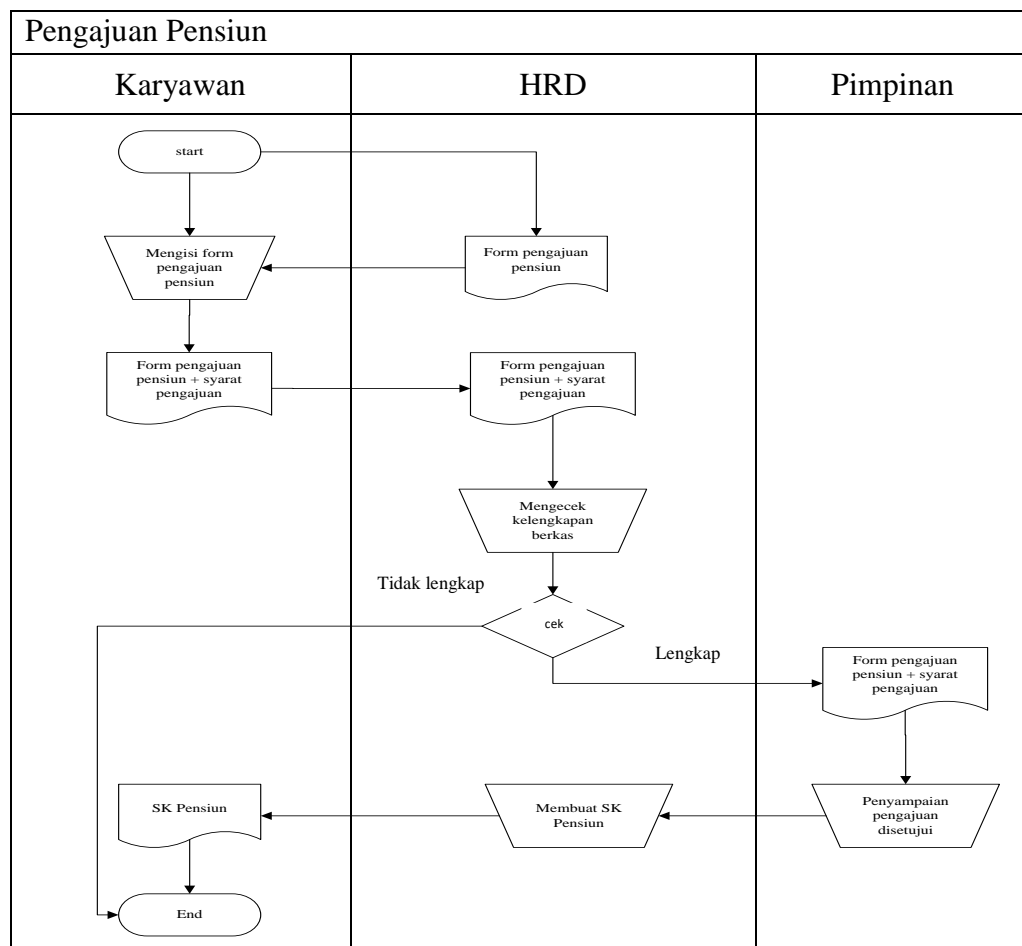 Pengajuan Pensiun
Karyawan
HRD
Pimpinan
start
Mengisi form
pengajuan
pensiun
Form pengajuan
pensiun
Form pengajuan
pensiun + syarat
pengajuan
Form pengajuan
pensiun + syarat
pengajuan
Mengecek
kelengkapan
berkas
Tidak lengkap
cek
Lengkap
Form pengajuan
pensiun + syarat
pengajuan
SK Pensiun
Membuat SK
Pensiun
Penyampaian
pengajuan
disetujui
End